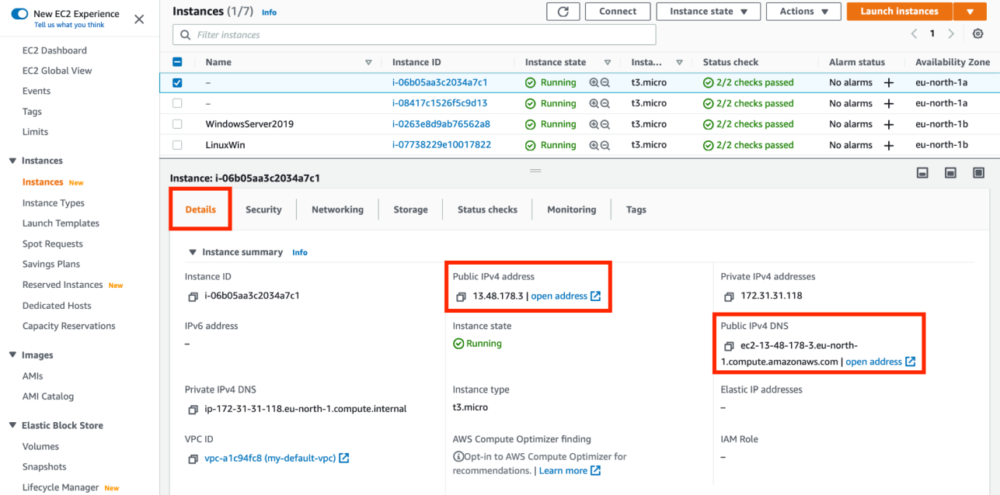 New EC2 Experience
Tell us what you think
EC2 Dashboard
EC2 Global View
Events
Tags
Limits
Instances
Instances New
Instance Types
Launch Templates
Spot Requests
Savings Plans
Reserved Instances New
Dedicated Hosts
Capacity Reservations
Images
AMIs
AMI Catalog
Elastic Block Store
Volumes
Snapshots
Lifecycle Manager New
Instances (1/7) Info
Connect
Instance state
Actions
Launch instances
Filter instances
1
Name Instance ID Instance state Insta... Status check Alarm status Availability Zone
– i-06b05aa3c2034a7c1 Running t3.micro 2/2 checks passed No alarms + eu-north-1a
– i-08417c1526f5c9d13 Running t3.micro 2/2 checks passed No alarms + eu-north-1a
WindowsServer2019 i-0263e8d9ab76562a8 Running t3.micro 2/2 checks passed No alarms + eu-north-1b
LinuxWin i-07738229e10017822 Running t3.micro 2/2 checks passed No alarms + eu-north-1b
Instance: i-06b05aa3c2034a7c1
Details Security Networking Storage Status checks Monitoring Tags
Instance summary Info
Instance ID
i-06b05aa3c2034a7c1
Public IPv4 address
13.48.178.3 | open address
Private IPv4 addresses
172.31.31.118
IPv6 address
–
Instance state
Running
Public IPv4 DNS
ec2-13-48-178-3.eu-north-
1.compute.amazonaws.com | open address
Private IPv4 DNS
ip-172-31-31-118.eu-north-1.compute.internal
Instance type
t3.micro
Elastic IP addresses
–
VPC ID
vpc-a1c94fc8 (my-default-vpc)
AWS Compute Optimizer finding
Opt-in to AWS Compute Optimizer for
recommendations. | Learn more
IAM Role
–